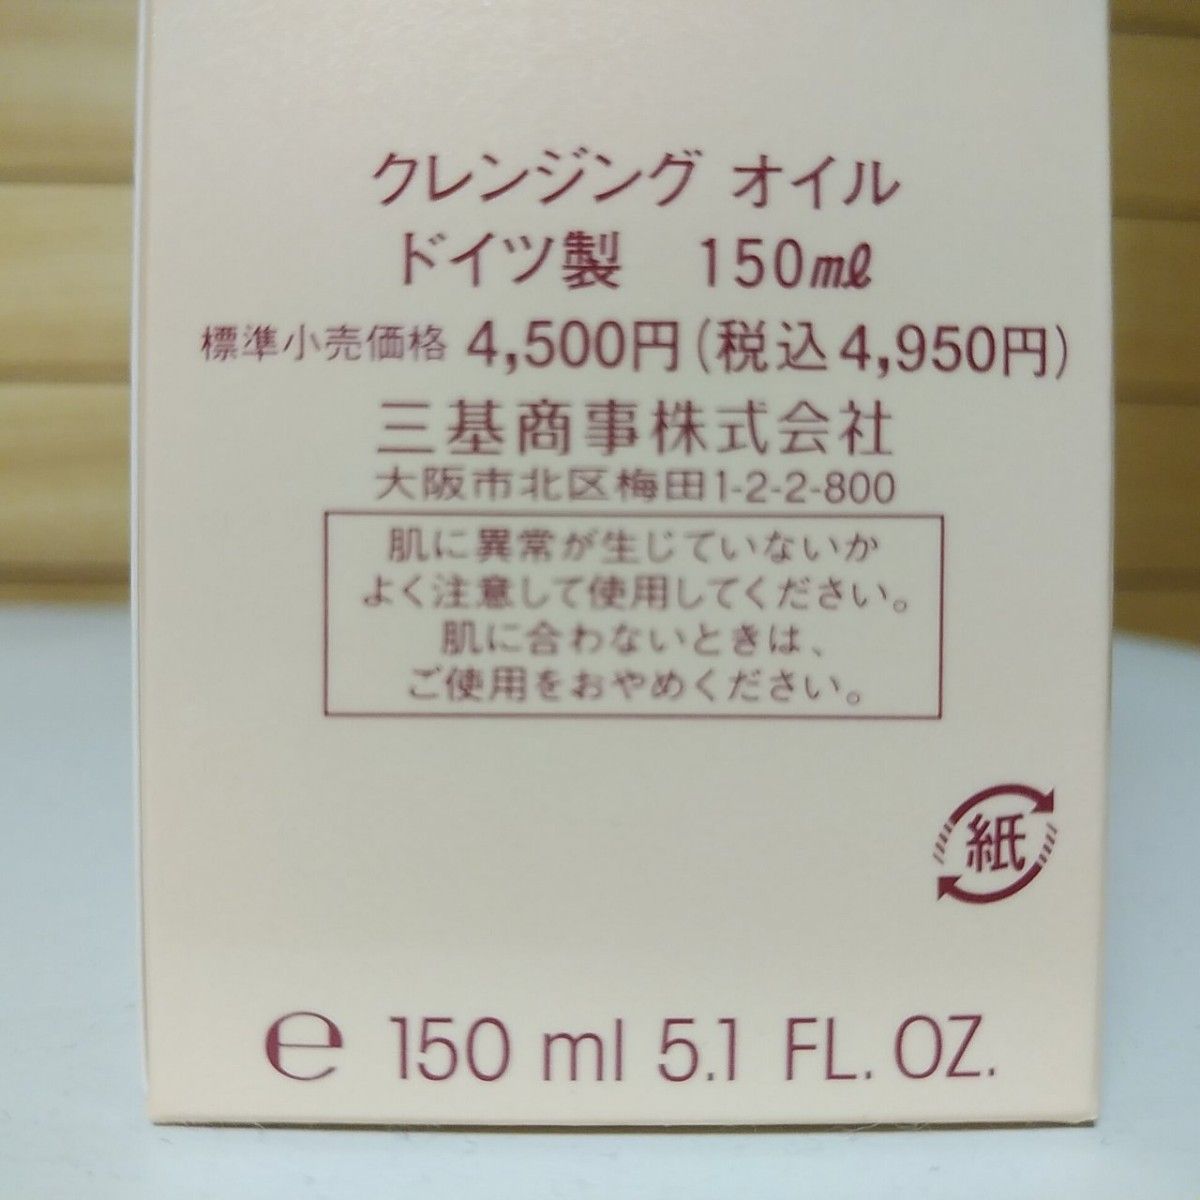 クレンジング オイル
ドイツ製　150mℓ
標準小売価格 4,500円(税込4,950円)
三基商事株式会社
大阪市北区梅田1-2-2-800
肌に異常が生じていないか
よく注意して使用してください。
肌に合わないときは、
ご使用をおやめください。
紙
℮ 150 ml 5.1 FL. OZ.